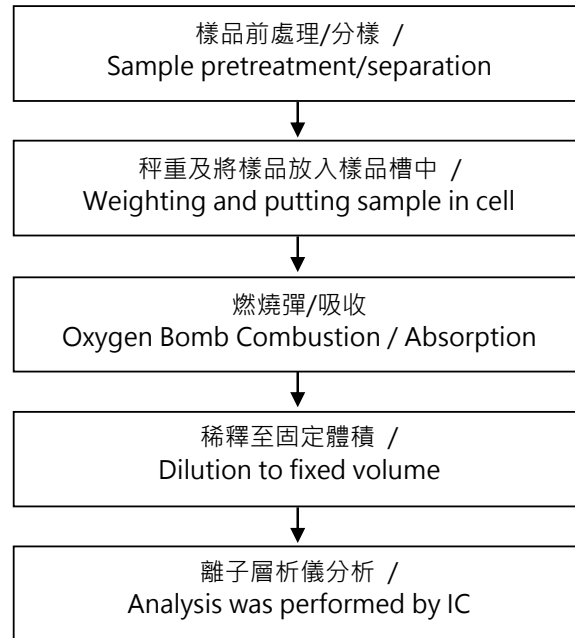 樣品前處理/分樣 /
Sample pretreatment/separation
秤重及將樣品放入樣品槽中 /
Weighting and putting sample in cell
燃燒彈/吸收
Oxygen Bomb Combustion / Absorption
稀釋至固定體積 /
Dilution to fixed volume
離子層析儀分析 /
Analysis was performed by IC